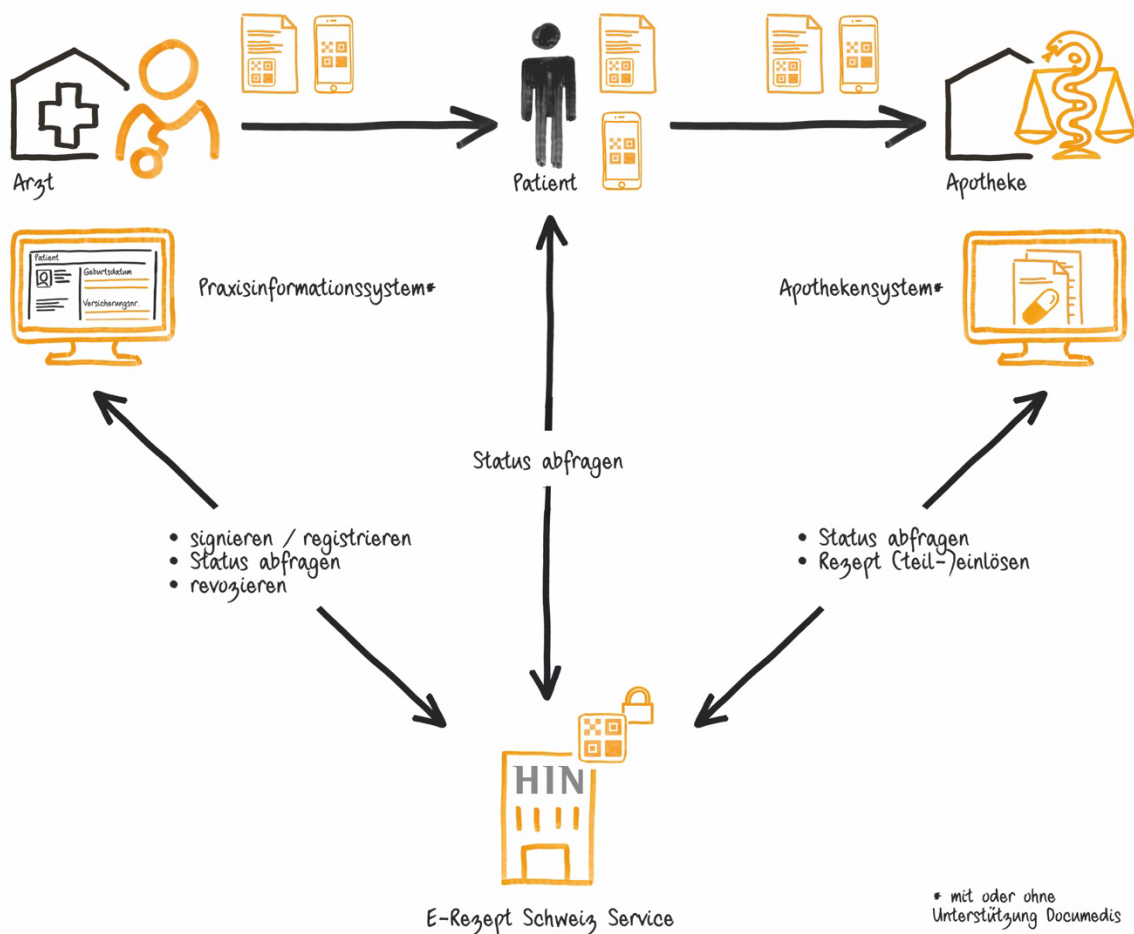 Arzt
Patient
Apotheke
Patient
Geburtsdatum
Versicherungsnr.
Praxisinformationssystem*
Apothekensystem*
Status abfragen
• signieren / registrieren
• Status abfragen
• revozieren
• Status abfragen
• Rezept (teil-)einlösen
HIN
E-Rezept Schweiz Service
* mit oder ohne
Unterstützung Documedis